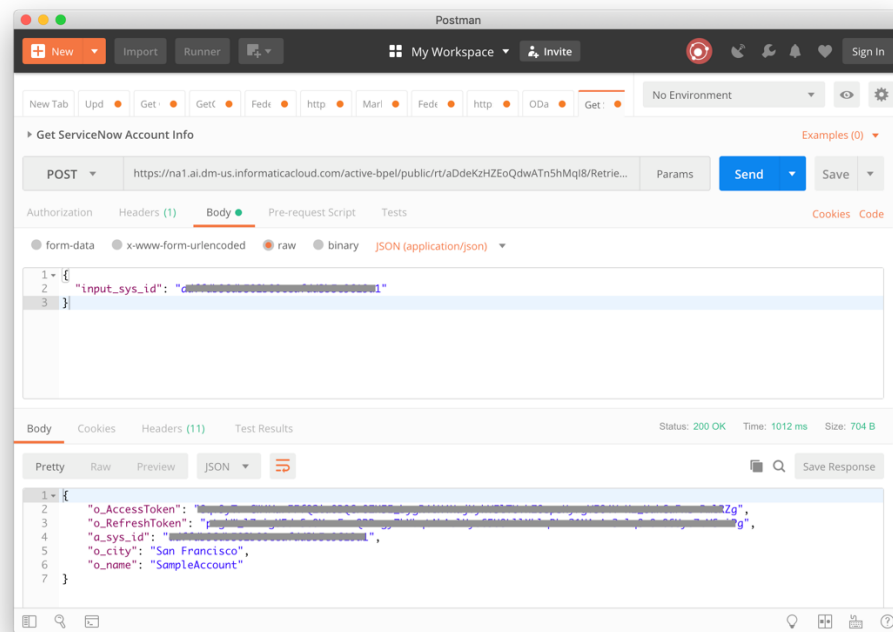 Postman
New Import Runner My Workspace Invite Sign In
New Tab Upd Get GetC Fede http Marl Fede http ODa Get : No Environment
Get ServiceNow Account Info Examples (0)
POST https://na1.ai.dm-us.informaticacloud.com/active-bpel/public/rt/aDdeKzHZEoQdwATn5hMqI8/Retrie... Params Send Save
Authorization Headers (1) Body Pre-request Script Tests Cookies Code
form-data x-www-form-urlencoded raw binary JSON (application/json)
1 {
2 "input_sys_id": "
3 }
Body Cookies Headers (11) Test Results Status: 200 OK Time: 1012 ms Size: 704 B
Pretty Raw Preview JSON Save Response
1 {
2 "o_AccessToken": "
3 "o_RefreshToken": "
4 "a_sys_id": "
5 "o_city": "San Francisco",
6 "o_name": "SampleAccount"
7 }